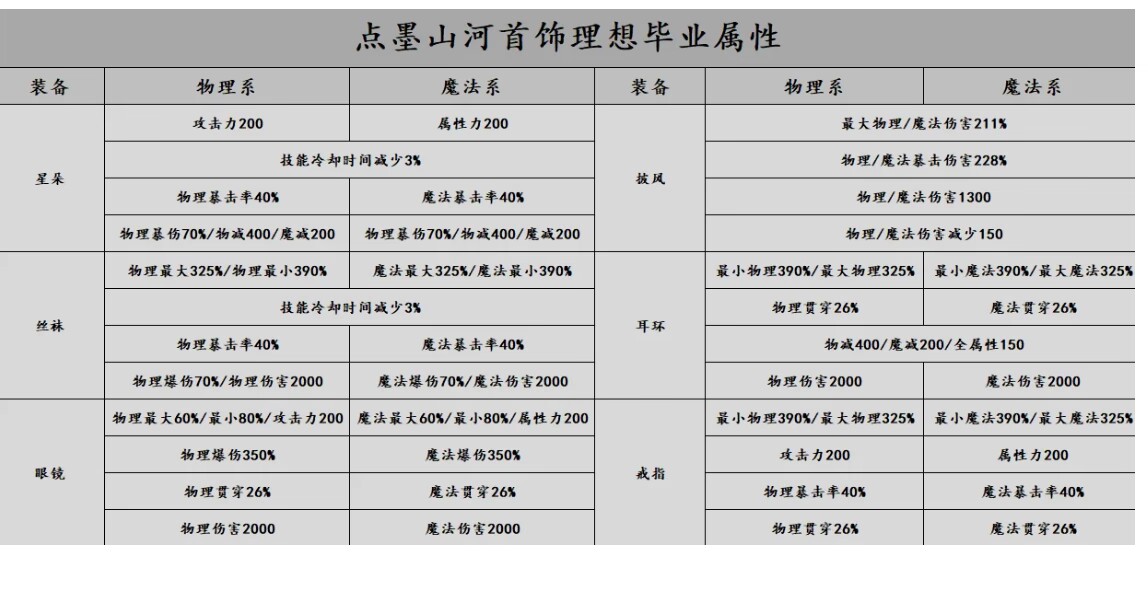 点墨山河首饰理想毕业属性
装备 物理系 魔法系 装备 物理系 魔法系
星朵
攻击力200 属性力200
技能冷却时间减少3%
物理暴击率40% 魔法暴击率40%
物理暴伤70%/物减400/魔减200 物理暴伤70%/物减400/魔减200
披风
最大物理/魔法伤害211%
物理/魔法暴击伤害228%
物理/魔法伤害1300
物理/魔法伤害减少150
丝袜
物理最大325%/物理最小390% 魔法最大325%/魔法最小390%
技能冷却时间减少3%
物理暴击率40% 魔法暴击率40%
物理爆伤70%/物理伤害2000 魔法爆伤70%/魔法伤害2000
耳环
最小物理390%/最大物理325% 最小魔法390%/最大魔法325%
物理贯穿26% 魔法贯穿26%
物减400/魔减200/全属性150
物理伤害2000 魔法伤害2000
眼镜
物理最大60%/最小80%/攻击力200 魔法最大60%/最小80%/属性力200
物理爆伤350% 魔法爆伤350%
物理贯穿26% 魔法贯穿26%
物理伤害2000 魔法伤害2000
戒指
最小物理390%/最大物理325% 最小魔法390%/最大魔法325%
攻击力200 属性力200
物理暴击率40% 魔法暴击率40%
物理贯穿26% 魔法贯穿26%